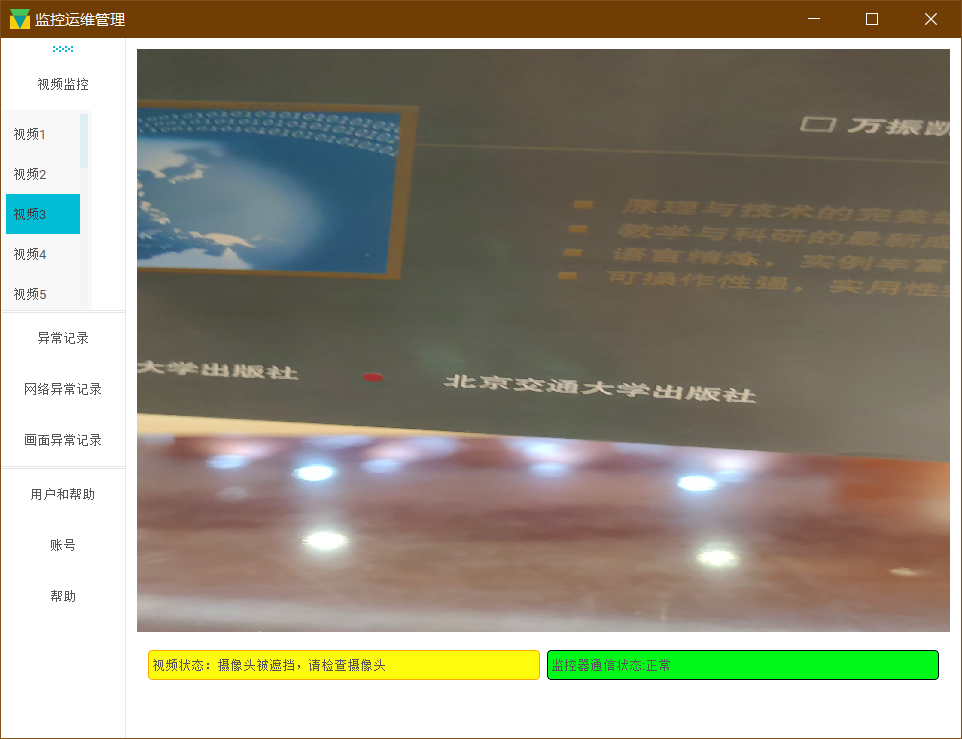 监控运维管理
视频监控
视频1
视频2
视频3
视频4
视频5
异常记录
网络异常记录
画面异常记录
用户和帮助
账号
帮助
万振凯
原理与技术的完美结
教学与科研的最新成
语言精炼，实例丰富
可操作性强，实用性突
大学出版社
北京交通大学出版社
视频状态：摄像头被遮挡，请检查摄像头
监控器通信状态:正常